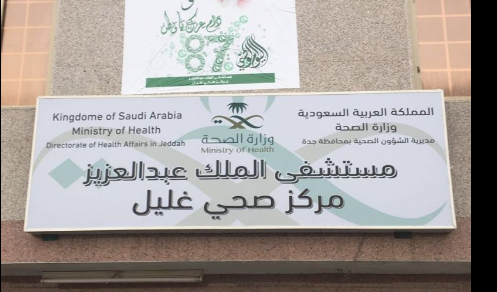 87
Kingdome of Saudi Arabia
Ministry of Health
Directorate of Health Affairs in Jeddah
وزارة الصحة
Ministry of Health
المملكة العربية السعودية
وزارة الصحة
مديرية الشؤون الصحية بمحافظة جدة
مستشفى الملك عبدالعزيز
مركز صحي غليل